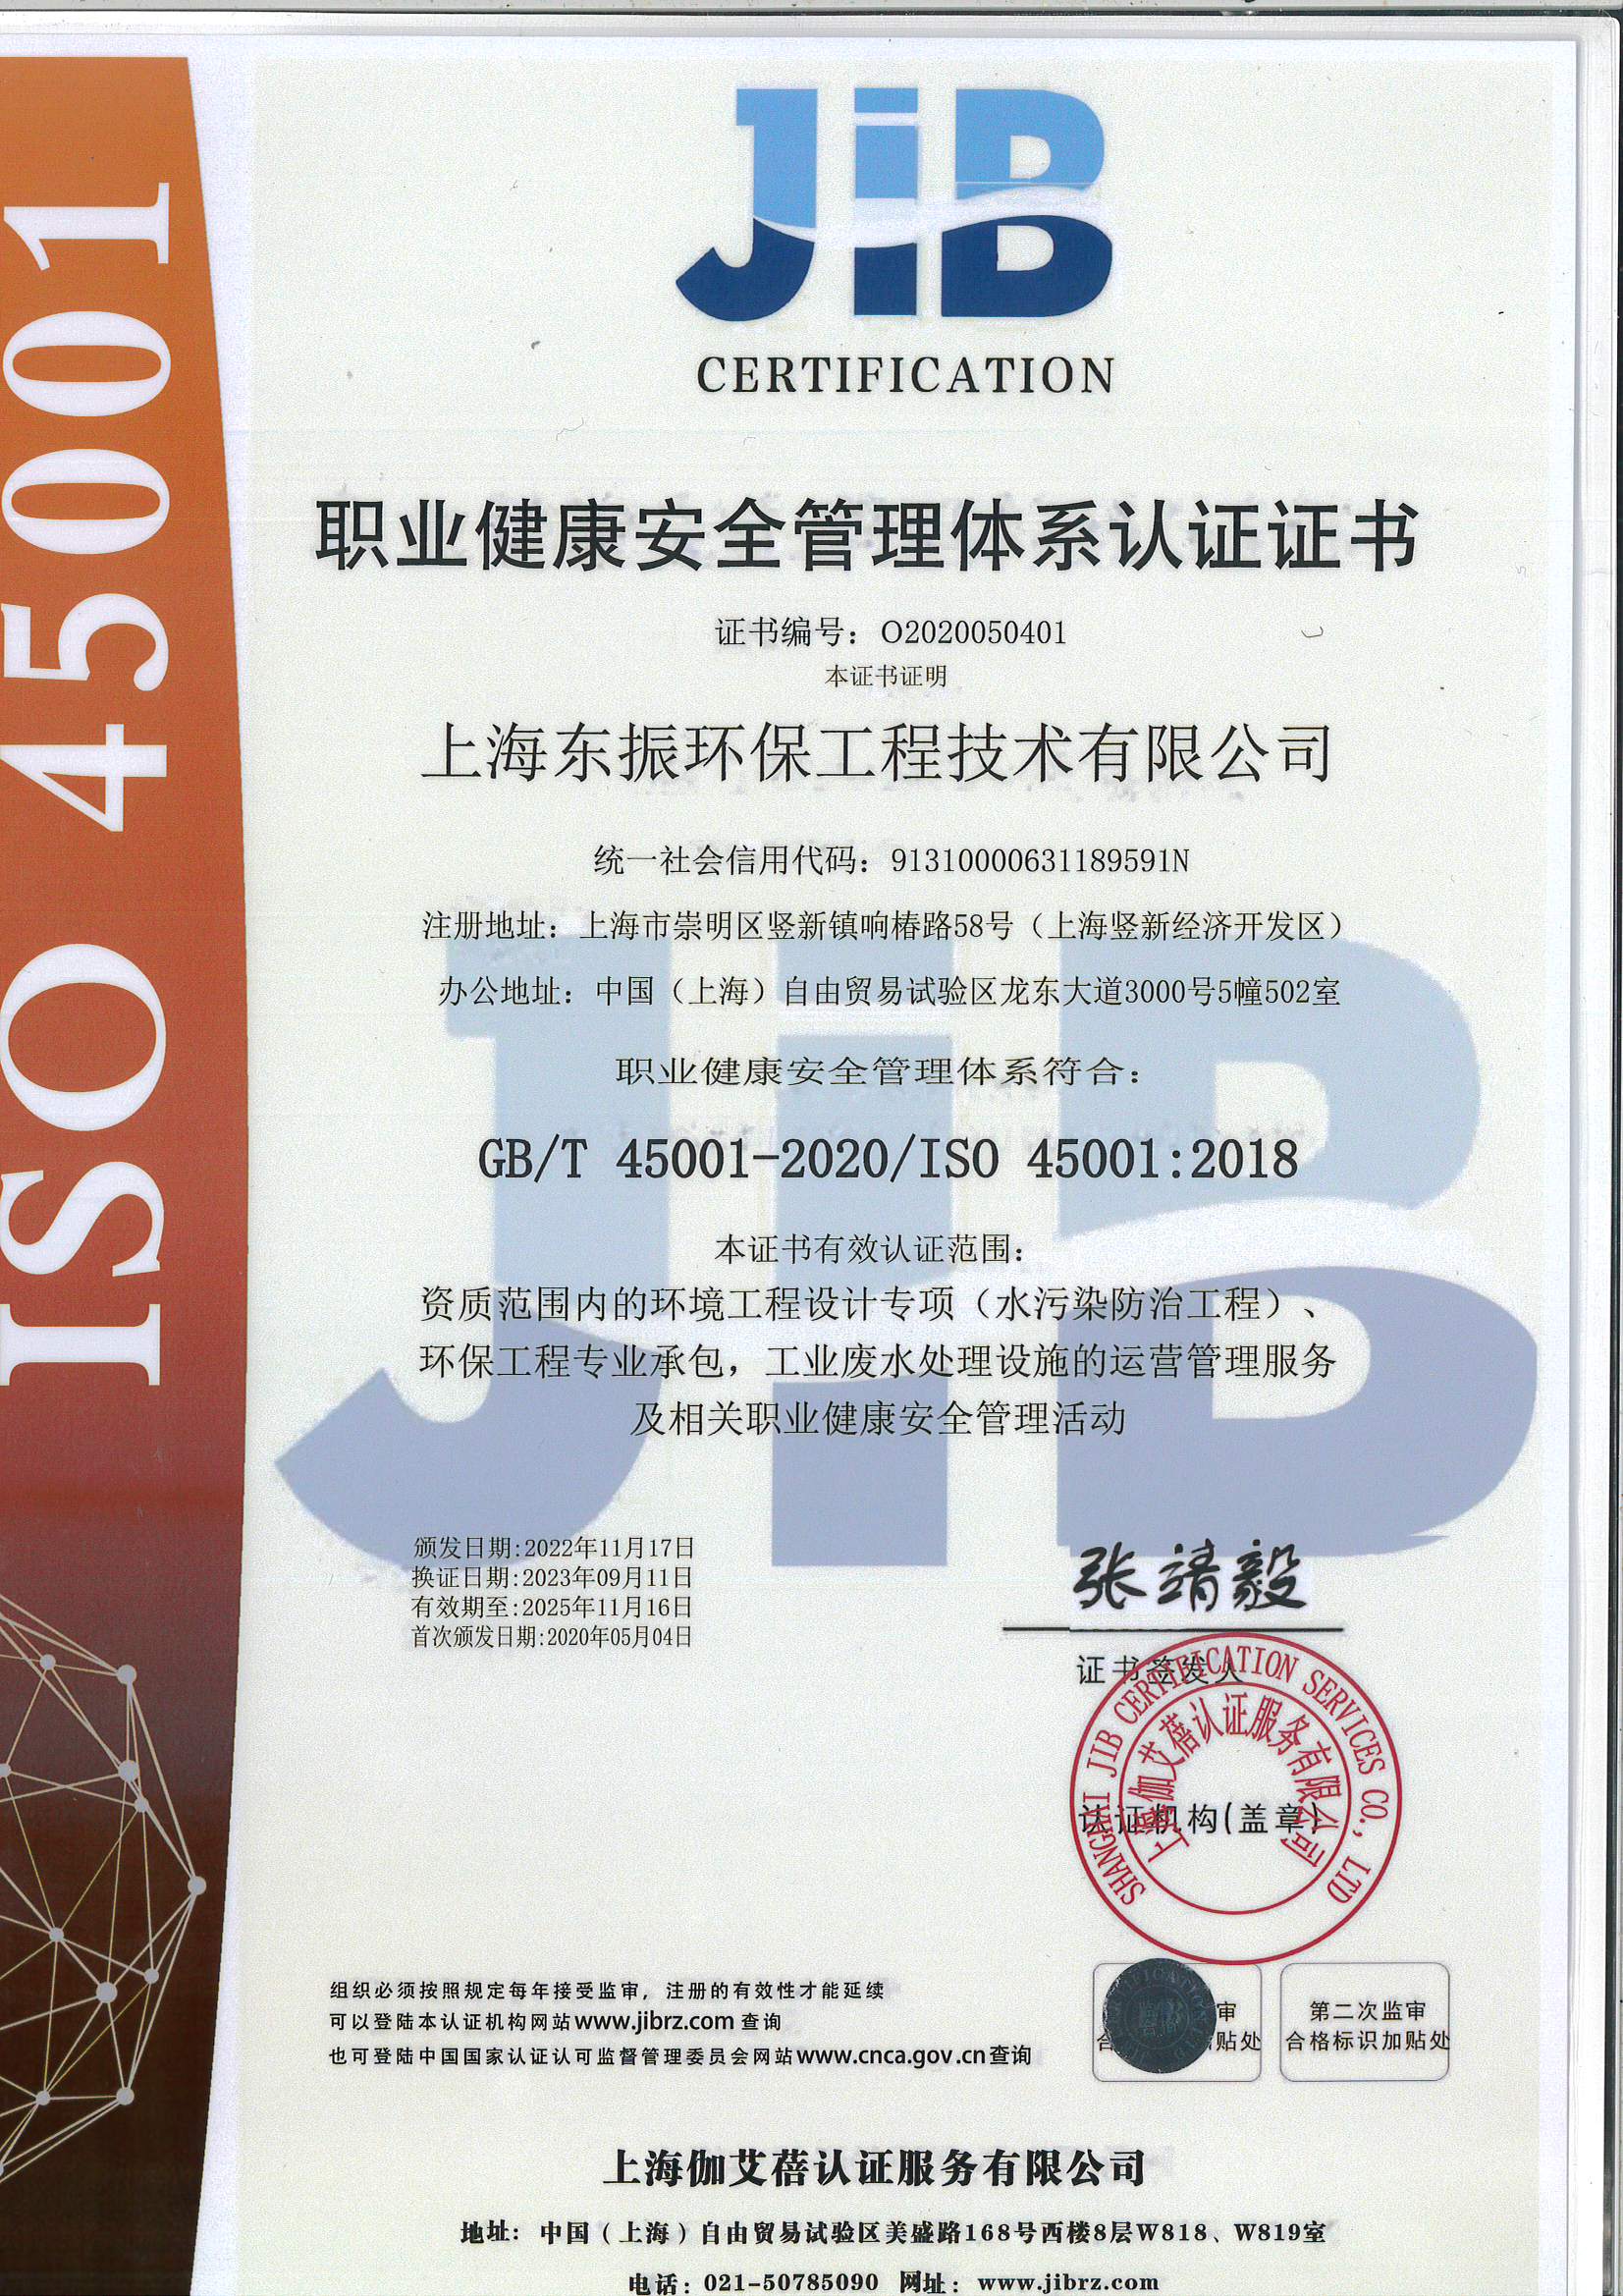 ISO 45001
JiB
CERTIFICATION
职业健康安全管理体系认证证书
证书编号：O2020050401
本证书证明
上海东振环保工程技术有限公司
统一社会信用代码：91310000631189591N
注册地址：上海市崇明区竖新镇响椿路58号（上海竖新经济开发区）
办公地址：中国（上海）自由贸易试验区龙东大道3000号5幢502室
职业健康安全管理体系符合：
GB/T 45001-2020/ISO 45001:2018
本证书有效认证范围：
资质范围内的环境工程设计专项（水污染防治工程）、
环保工程专业承包，工业废水处理设施的运营管理服务
及相关职业健康安全管理活动
颁发日期:2022年11月17日
换证日期:2023年09月11日
有效期至:2025年11月16日
首次颁发日期:2020年05月04日
张靖毅
证书签发人
SHANGHAI JIB CERTIFICATION SERVICES CO., LTD
上海伽艾蓓认证服务有限公司
认证机构(盖章)
组织必须按照规定每年接受监审，注册的有效性才能延续
可以登陆本认证机构网站www.jibrz.com 查询
也可登陆中国国家认证认可监督管理委员会网站www.cnca.gov.cn查询
审
合 贴处
第二次监审
合格标识加贴处
上海伽艾蓓认证服务有限公司
地址：中国（上海）自由贸易试验区美盛路168号西楼8层W818、W819室
电话：021-50785090 网址：www.jibrz.com